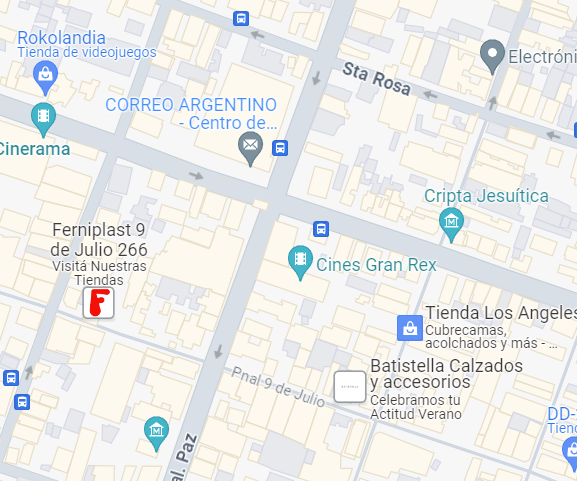 Rokolandia
Tienda de videojuegos
Electróni
Sta Rosa
CORREO ARGENTINO
- Centro de...
Cinerama
Cripta Jesuítica
Ferniplast 9
de Julio 266
Visitá Nuestras
Tiendas
F
Cines Gran Rex
Tienda Los Angeles
Cubrecamas,
acolchados y más - ...
Pnal 9 de Julio
Batistella Calzados
y accesorios
Celebramos tu
Actitud Verano
DD-
Tiend
al. Paz